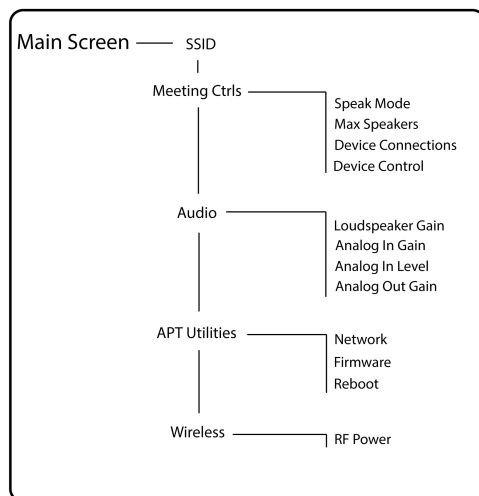 Main Screen
SSID
Meeting Ctrls
Speak Mode
Max Speakers
Device Connections
Device Control
Audio
Loudspeaker Gain
Analog In Gain
Analog In Level
Analog Out Gain
APT Utilities
Network
Firmware
Reboot
Wireless
RF Power